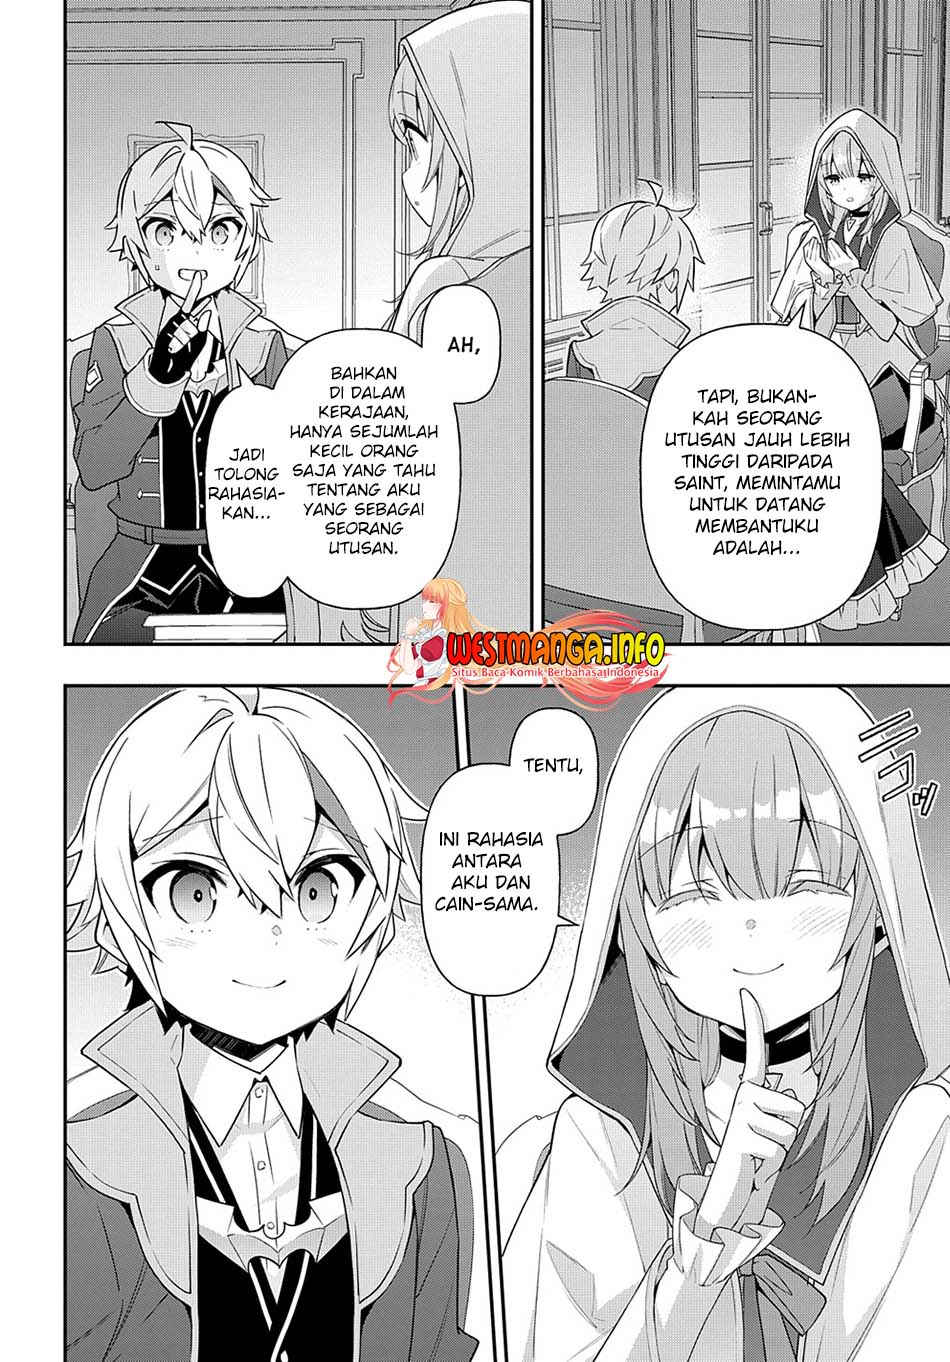 TAPI, BUKAN-
KAH SEORANG
UTUSAN JAUH LEBIH
TINGGI DARIPADA
SAINT, MEMINTAMU
UNTUK DATANG
MEMBANTUKU
ADALAH...
AH,
BAHKAN
DI DALAM
KERAJAAN,
HANYA SEJUMLAH
KECIL ORANG
SAJA YANG TAHU
TENTANG AKU
YANG SEBAGAI
SEORANG
UTUSAN.
JADI
TOLONG
RAHASIA-
KAN...
WESTMANGA.INFO
Situs Baca Komik Berbahasa Indonesia
ニコッ
TENTU,
INI RAHASIA
ANTARA
AKU DAN
CAIN-SAMA.